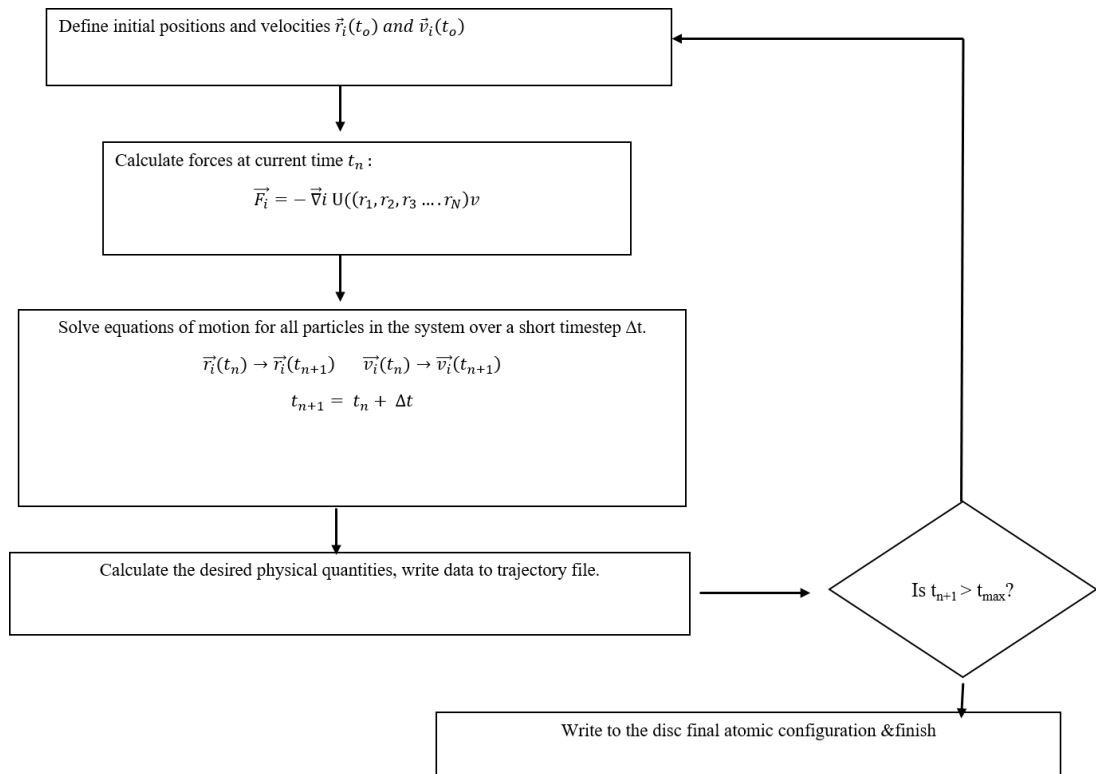 Define initial positions and velocities r⃗ᵢ(tₒ) and v⃗ᵢ(tₒ)
Calculate forces at current time tₙ :
F⃗ᵢ = − ∇⃗i U((r₁, r₂, r₃ .... r_N)v
Solve equations of motion for all particles in the system over a short timestep Δt.
r⃗ᵢ(tₙ) → r⃗ᵢ(tₙ₊₁) v⃗ᵢ(tₙ) → v⃗ᵢ(tₙ₊₁)
tₙ₊₁ = tₙ + Δt
Calculate the desired physical quantities, write data to trajectory file.
Is tₙ₊₁ > tₘₐₓ?
Write to the disc final atomic configuration &finish